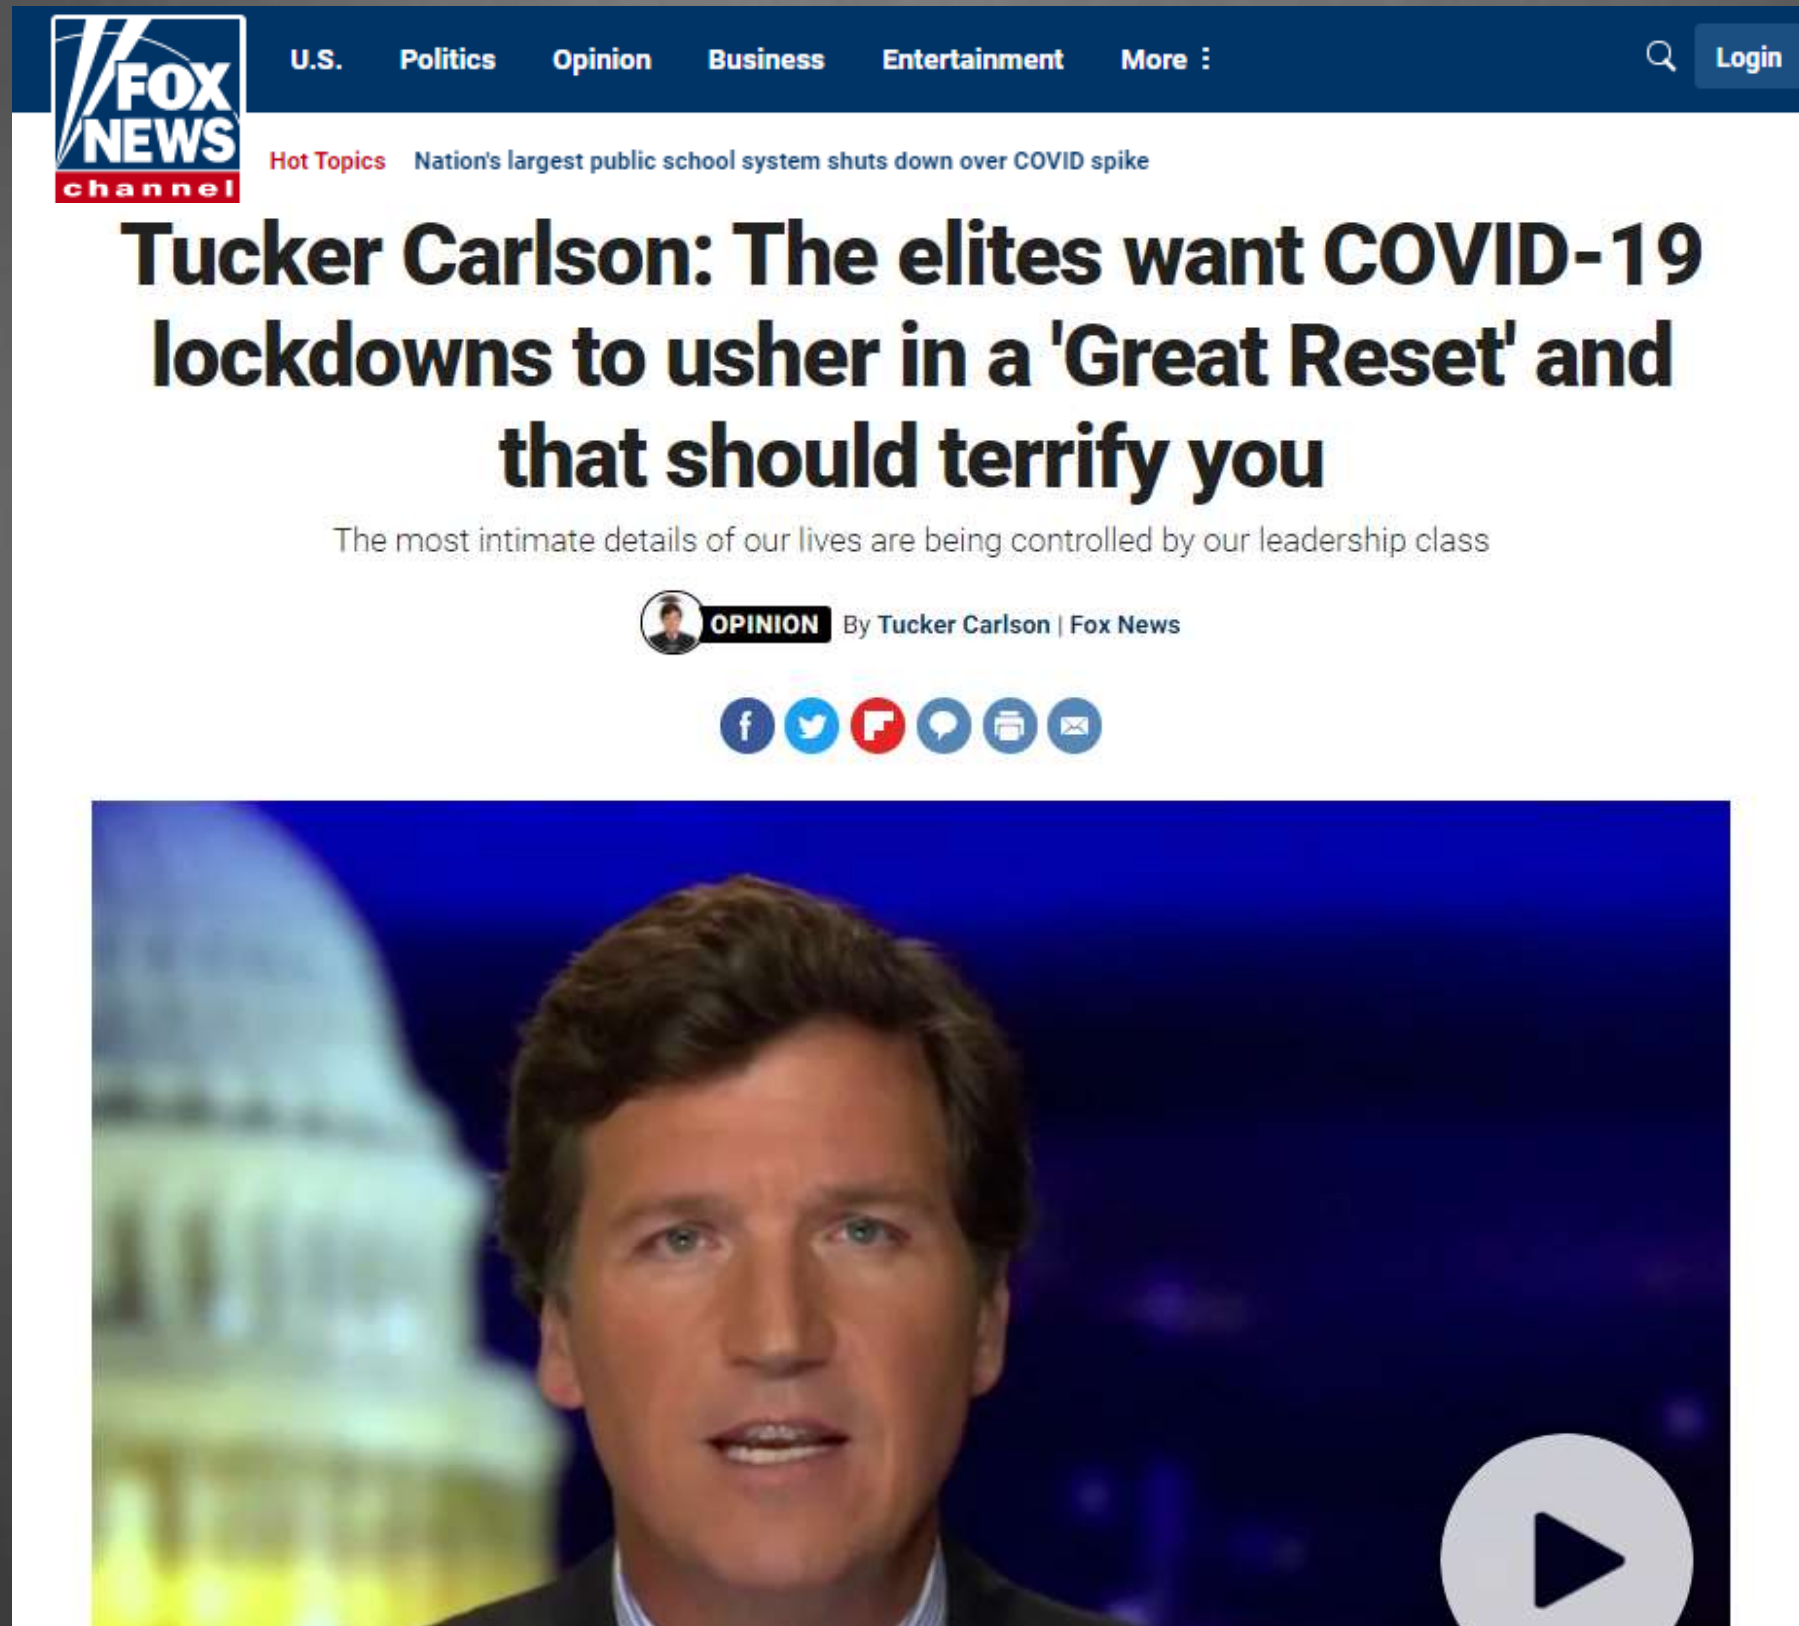 FOX
NEWS
channel
U.S. Politics Opinion Business Entertainment More Login
Hot Topics Nation's largest public school system shuts down over COVID spike
Tucker Carlson: The elites want COVID-19
lockdowns to usher in a 'Great Reset' and
that should terrify you
The most intimate details of our lives are being controlled by our leadership class
OPINION By Tucker Carlson | Fox News